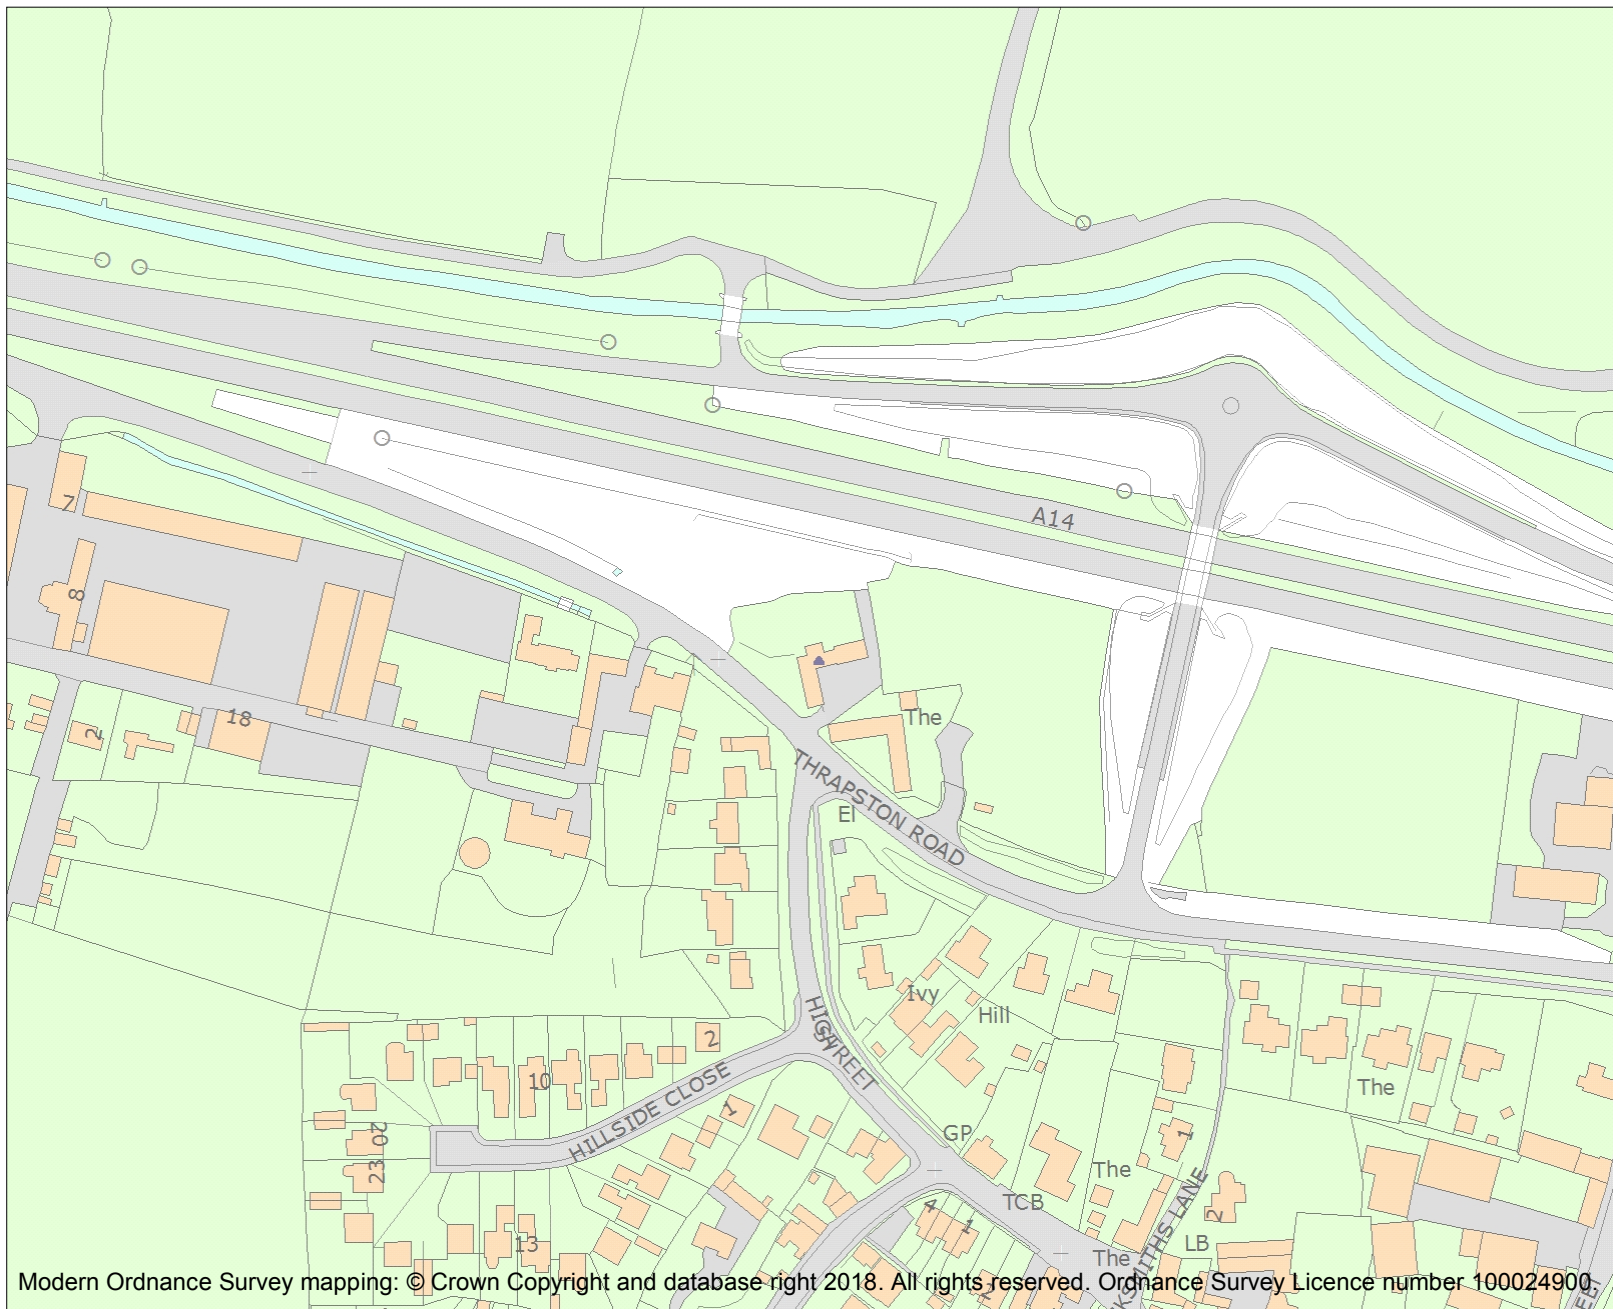 A14
7
8
18
2
The
THRAPSTON ROAD
El
Ivy
Hill
HIGH STREET
2
10
HILLSIDE CLOSE
1
20
23
13
The
GP
1
The
TCB
4
1
2
LB
The
2
Modern Ordnance Survey mapping: © Crown Copyright and database right 2018. All rights reserved. Ordnance Survey Licence number 100024900.